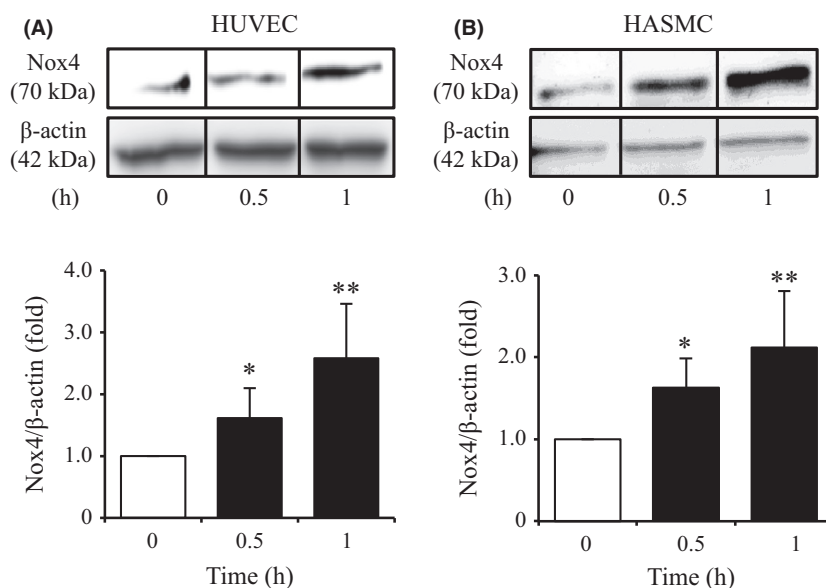 (A) HUVEC
Nox4
(70 kDa)
β-actin
(42 kDa)
(h) 0 0.5 1
Nox4/β-actin (fold)
4.0
3.0
2.0
1.0
0
*
**
0 0.5 1
Time (h)
(B) HASMC
Nox4
(70 kDa)
β-actin
(42 kDa)
(h) 0 0.5 1
Nox4/β-actin (fold)
3.0
2.0
1.0
0
*
**
0 0.5 1
Time (h)